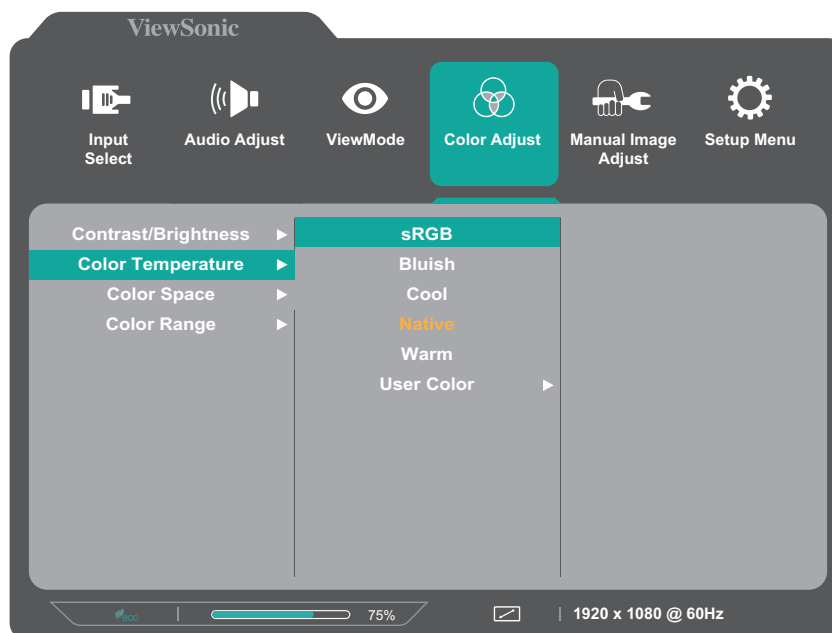 ViewSonic
Input
Select
Audio Adjust
ViewMode
Color Adjust
Manual Image
Adjust
Setup Menu
Contrast/Brightness
Color Temperature
Color Space
Color Range
sRGB
Bluish
Cool
Native
Warm
User Color
eco
75%
1920 x 1080 @ 60Hz